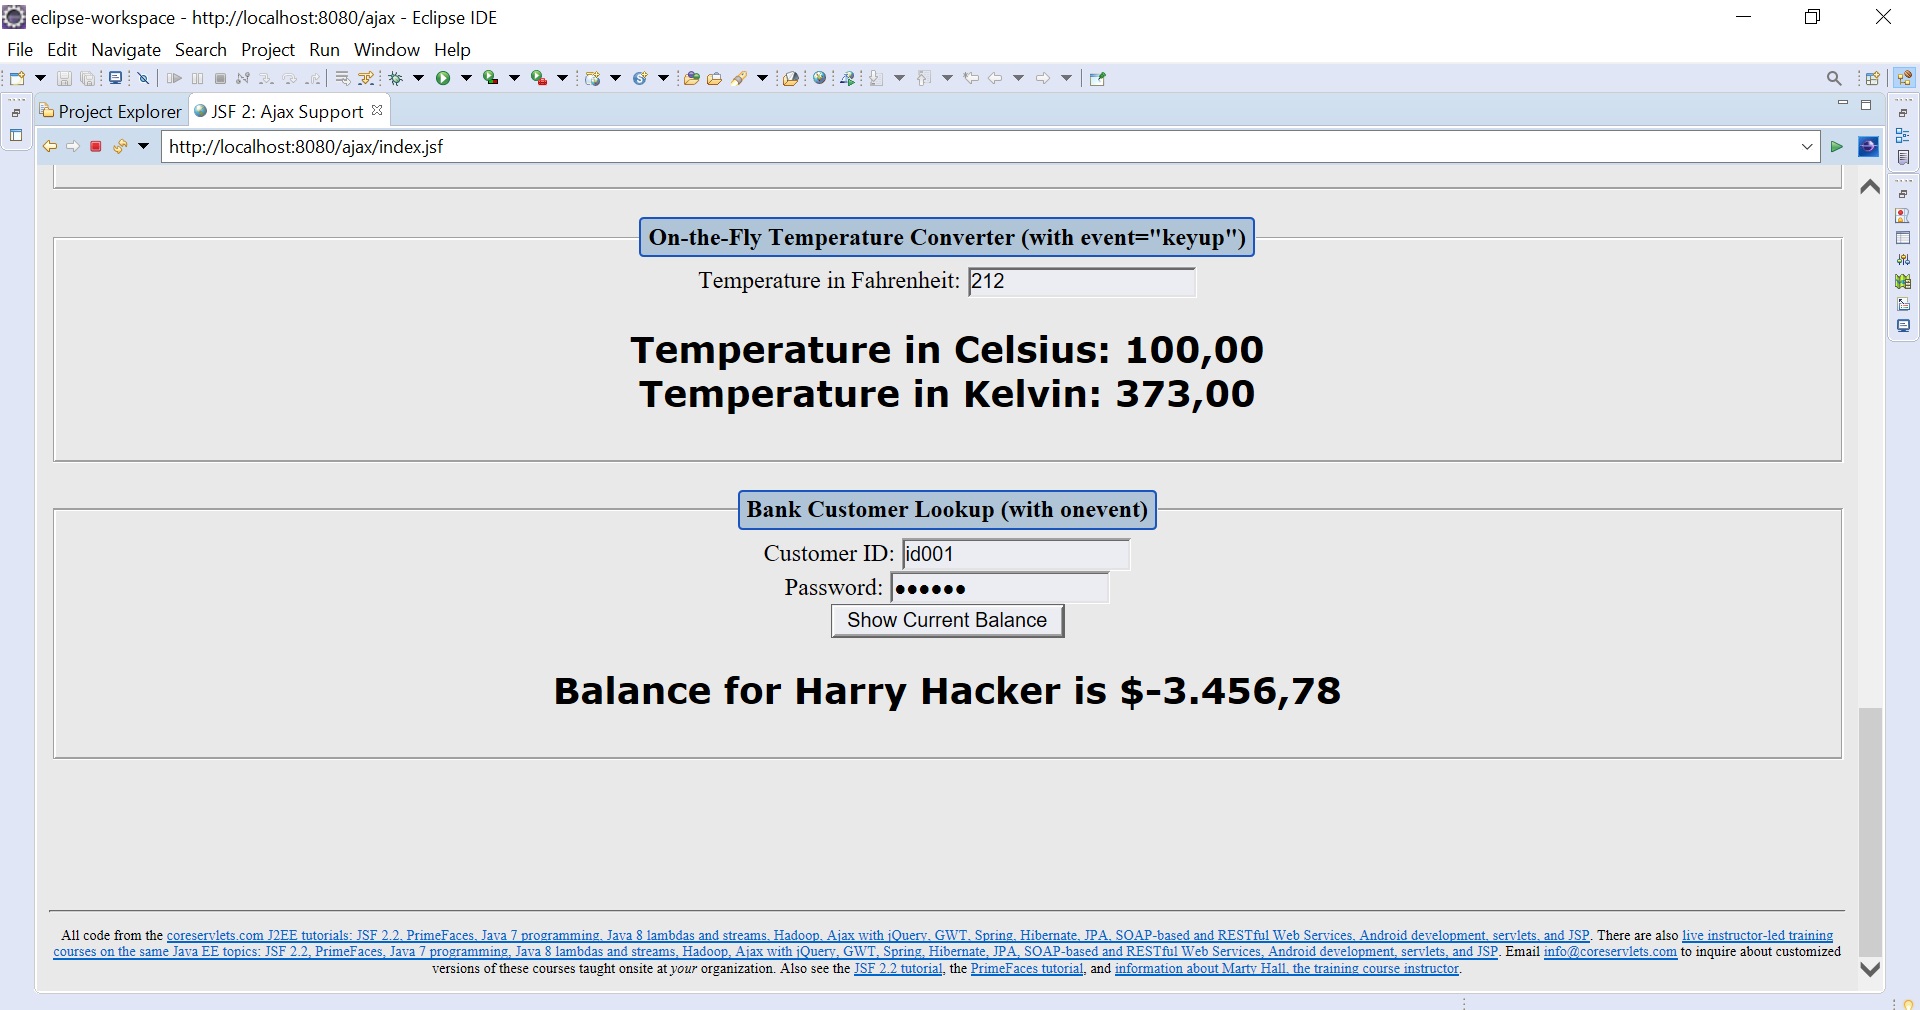 eclipse-workspace - http://localhost:8080/ajax - Eclipse IDE
File Edit Navigate Search Project Run Window Help
Project Explorer JSF 2: Ajax Support
http://localhost:8080/ajax/index.jsf
On-the-Fly Temperature Converter (with event="keyup")
Temperature in Fahrenheit: 212
Temperature in Celsius: 100,00
Temperature in Kelvin: 373,00
Bank Customer Lookup (with onevent)
Customer ID: id001
Password: ●●●●●●
Show Current Balance
Balance for Harry Hacker is $-3.456,78
All code from the coreservlets.com J2EE tutorials: JSF 2.2, PrimeFaces, Java 7 programming, Java 8 lambdas and streams, Hadoop, Ajax with jQuery, GWT, Spring, Hibernate, JPA, SOAP-based and RESTful Web Services, Android development, servlets, and JSP. There are also live instructor-led training
courses on the same Java EE topics: JSF 2.2, PrimeFaces, Java 7 programming, Java 8 lambdas and streams, Hadoop, Ajax with jQuery, GWT, Spring, Hibernate, JPA, SOAP-based and RESTful Web Services, Android development, servlets, and JSP. Email info@coreservlets.com to inquire about customized
versions of these courses taught onsite at your organization. Also see the JSF 2.2 tutorial, the PrimeFaces tutorial, and information about Marty Hall, the training course instructor.